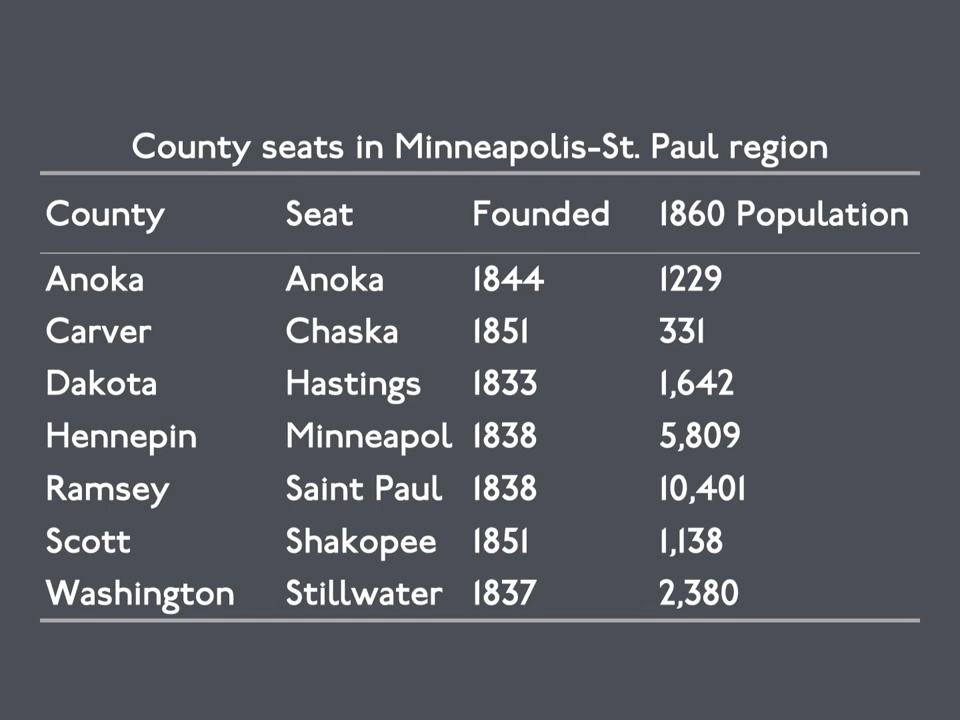 County seats in Minneapolis-St. Paul region
County Seat Founded 1860 Population
Anoka Anoka 1844 1229
Carver Chaska 1851 331
Dakota Hastings 1833 1,642
Hennepin Minneapol 1838 5,809
Ramsey Saint Paul 1838 10,401
Scott Shakopee 1851 1,138
Washington Stillwater 1837 2,380